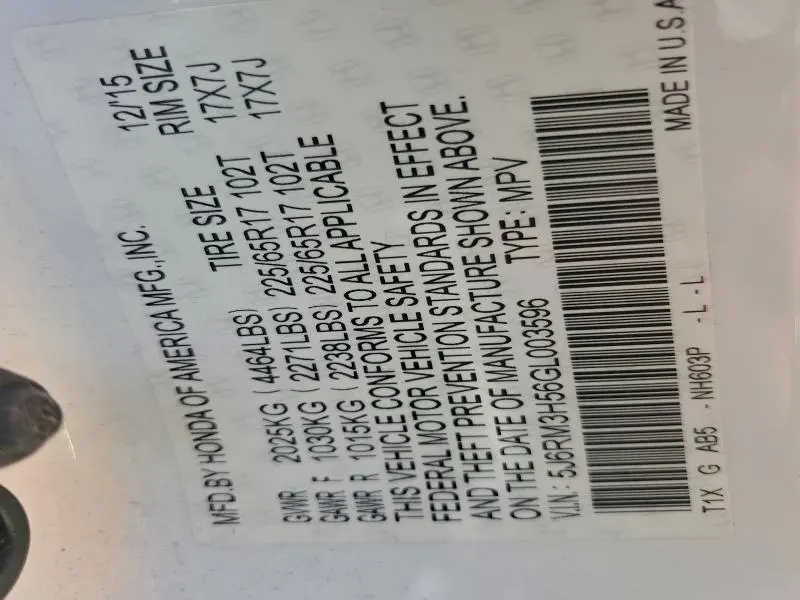 MFD.BY HONDA OF AMERICA MFG.,INC. 12/'15
TIRE SIZE RIM SIZE
GVWR 2025KG ( 4464LBS)
GAWR F 1030KG ( 2271LBS) 225/65R17 102T 17X7J
GAWR R 1015KG ( 2238LBS) 225/65R17 102T 17X7J
THIS VEHICLE CONFORMS TO ALL APPLICABLE
FEDERAL MOTOR VEHICLE SAFETY
AND THEFT PREVENTION STANDARDS IN EFFECT
ON THE DATE OF MANUFACTURE SHOWN ABOVE.
V.I.N.: 5J6RM3H56GL003596 TYPE: MPV
T1X G AB5 - NH603P - L - L MADE IN U.S.A